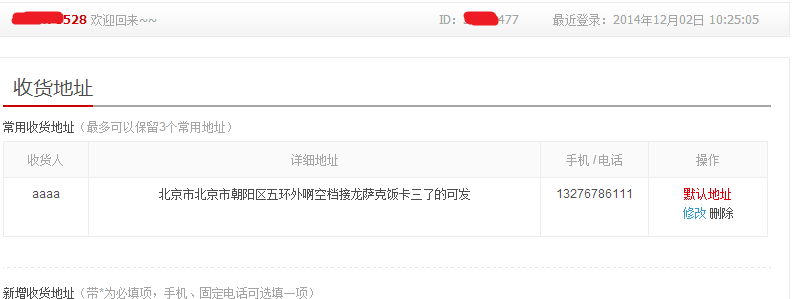 528 欢迎回来~~ ID： 477 最近登录：2014年12月02日 10:25:05
收货地址
常用收货地址（最多可以保留3个常用地址）
收货人 详细地址 手机 / 电话 操作
aaaa 北京市北京市朝阳区五环外啊空档接龙萨克饭卡三了的可发 13276786111 默认地址
修改 删除
新增收货地址（带*为必填项，手机、固定电话可选填一项）